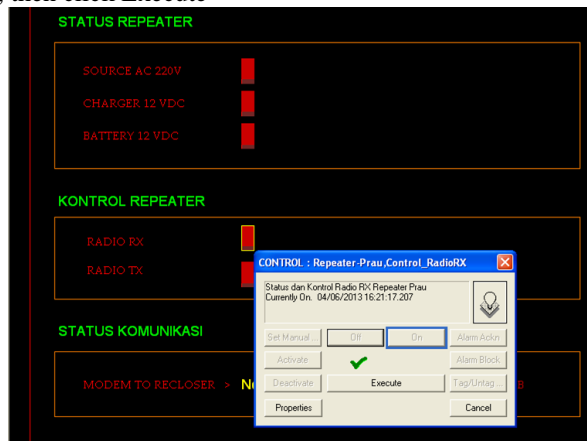 , then click Execute
STATUS REPEATER
SOURCE AC 220V
CHARGER 12 VDC
BATTERY 12 VDC
KONTROL REPEATER
RADIO RX
RADIO TX
CONTROL : Repeater-Prau,Control_RadioRX
Status dan Kontrol Radio RX Repeater Prau
Currently On. 04/06/2013 16:21:17.207
Set Manual... Off On Alarm Ackn
Activate Alarm Block
Deactivate Execute Tag/Untag...
Properties Cancel
STATUS KOMUNIKASI
MODEM TO RECLOSER >